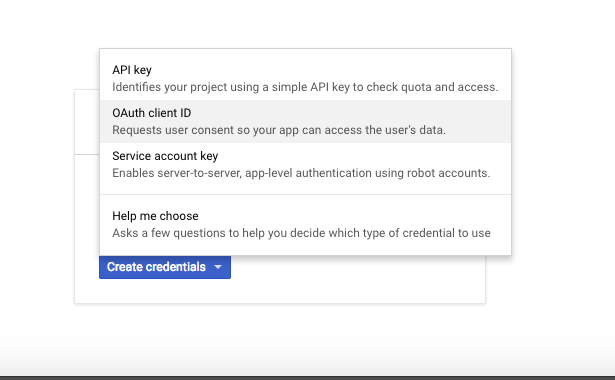 API key
Identifies your project using a simple API key to check quota and access.
OAuth client ID
Requests user consent so your app can access the user's data.
Service account key
Enables server-to-server, app-level authentication using robot accounts.
Help me choose
Asks a few questions to help you decide which type of credential to use
Create credentials